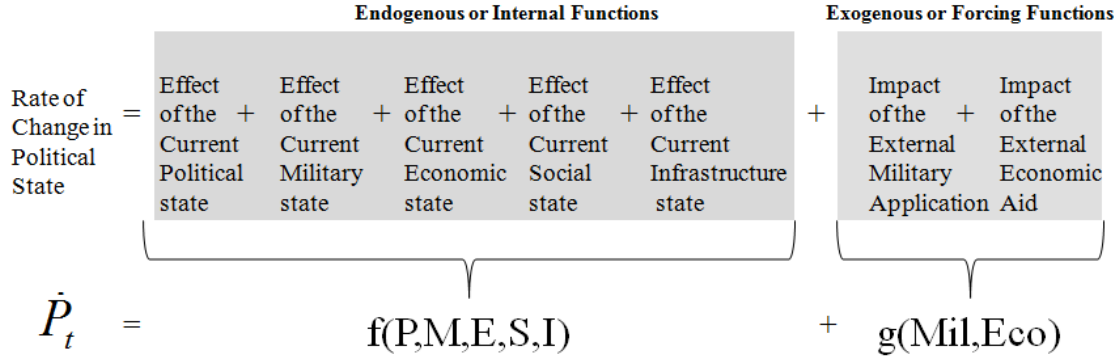 Endogenous or Internal Functions
Exogenous or Forcing Functions
Rate of
Change in
Political
State
=
Effect
of the
Current
Political
state
+
Effect
of the
Current
Military
state
+
Effect
of the
Current
Economic
state
+
Effect
of the
Current
Social
state
+
Effect
of the
Current
Infrastructure
state
+
Impact
of the
External
Military
Application
+
Impact
of the
External
Economic
Aid
Ṗt = f(P,M,E,S,I) + g(Mil,Eco)